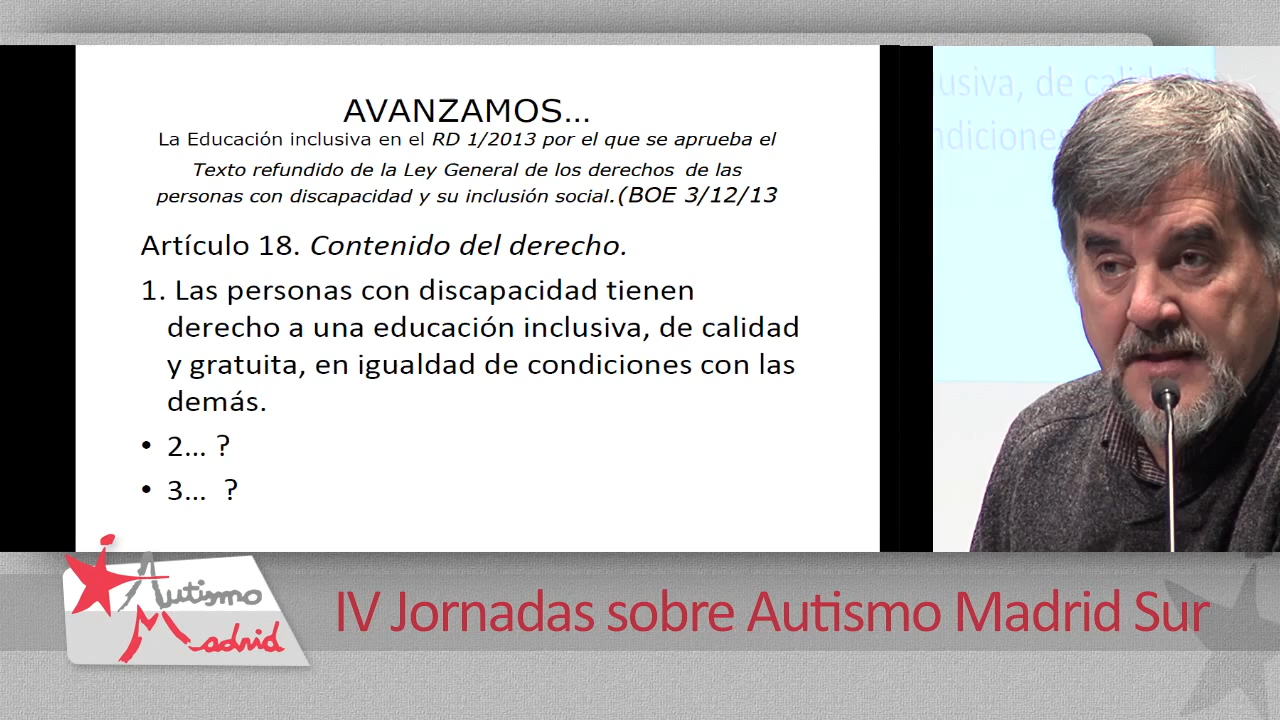 AVANZAMOS...
La Educación inclusiva en el RD 1/2013 por el que se aprueba el
Texto refundido de la Ley General de los derechos de las
personas con discapacidad y su inclusión social.(BOE 3/12/13
Artículo 18. Contenido del derecho.
1. Las personas con discapacidad tienen
derecho a una educación inclusiva, de calidad
y gratuita, en igualdad de condiciones con las
demás.
• 2... ?
• 3... ?
usiva, de
ndiciones
Autismo
Madrid
IV Jornadas sobre Autismo Madrid Sur